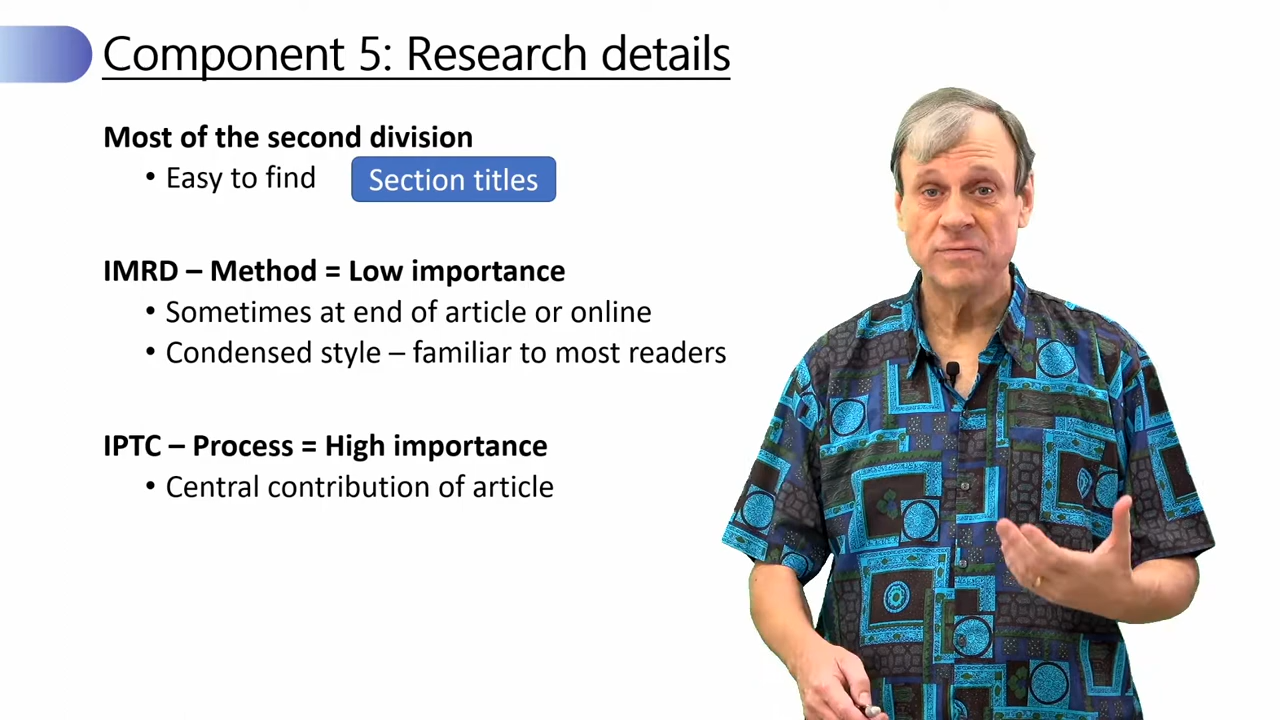 Component 5: Research details
Most of the second division
• Easy to find
Section titles
IMRD – Method = Low importance
• Sometimes at end of article or online
• Condensed style – familiar to most readers
IPTC – Process = High importance
• Central contribution of article